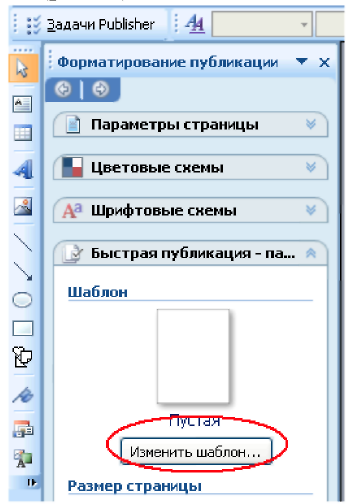 Задачи Publisher
Форматирование публикации
Параметры страницы
Цветовые схемы
Шрифтовые схемы
Быстрая публикация - па...
Шаблон
Пустая
Изменить шаблон...
Размер страницы